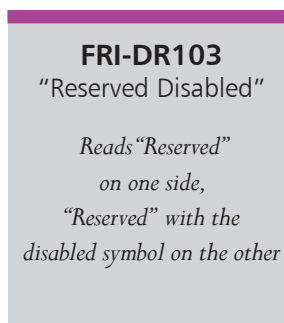 FRI-DR103
“Reserved Disabled”
Reads “Reserved”
on one side,
“Reserved” with the
disabled symbol on the other